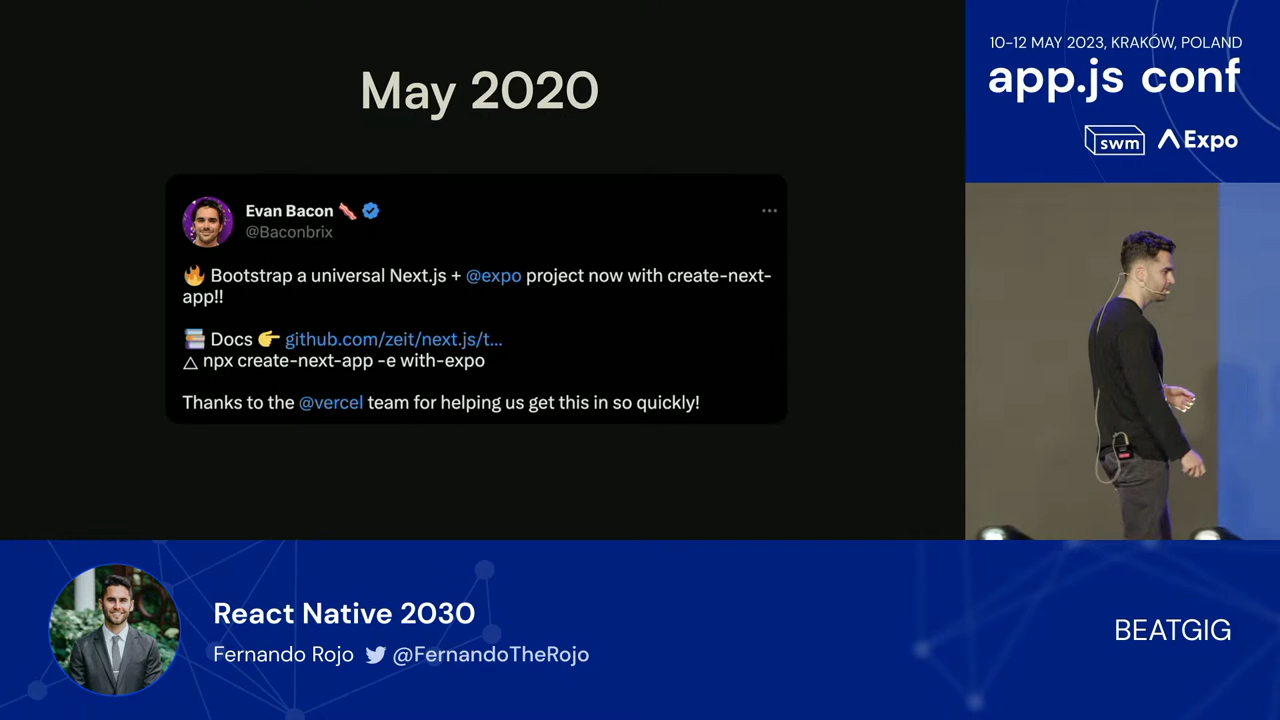 May 2020
Evan Bacon 🥓
@Baconbrix
🔥 Bootstrap a universal Next.js + @expo project now with create-next-
app!!
📚 Docs 👉 github.com/zeit/next.js/t...
△ npx create-next-app -e with-expo
Thanks to the @vercel team for helping us get this in so quickly!
10-12 MAY 2023, KRAKÓW, POLAND
app.js conf
swm Expo
React Native 2030
Fernando Rojo @FernandoTheRojo
BEATGIG